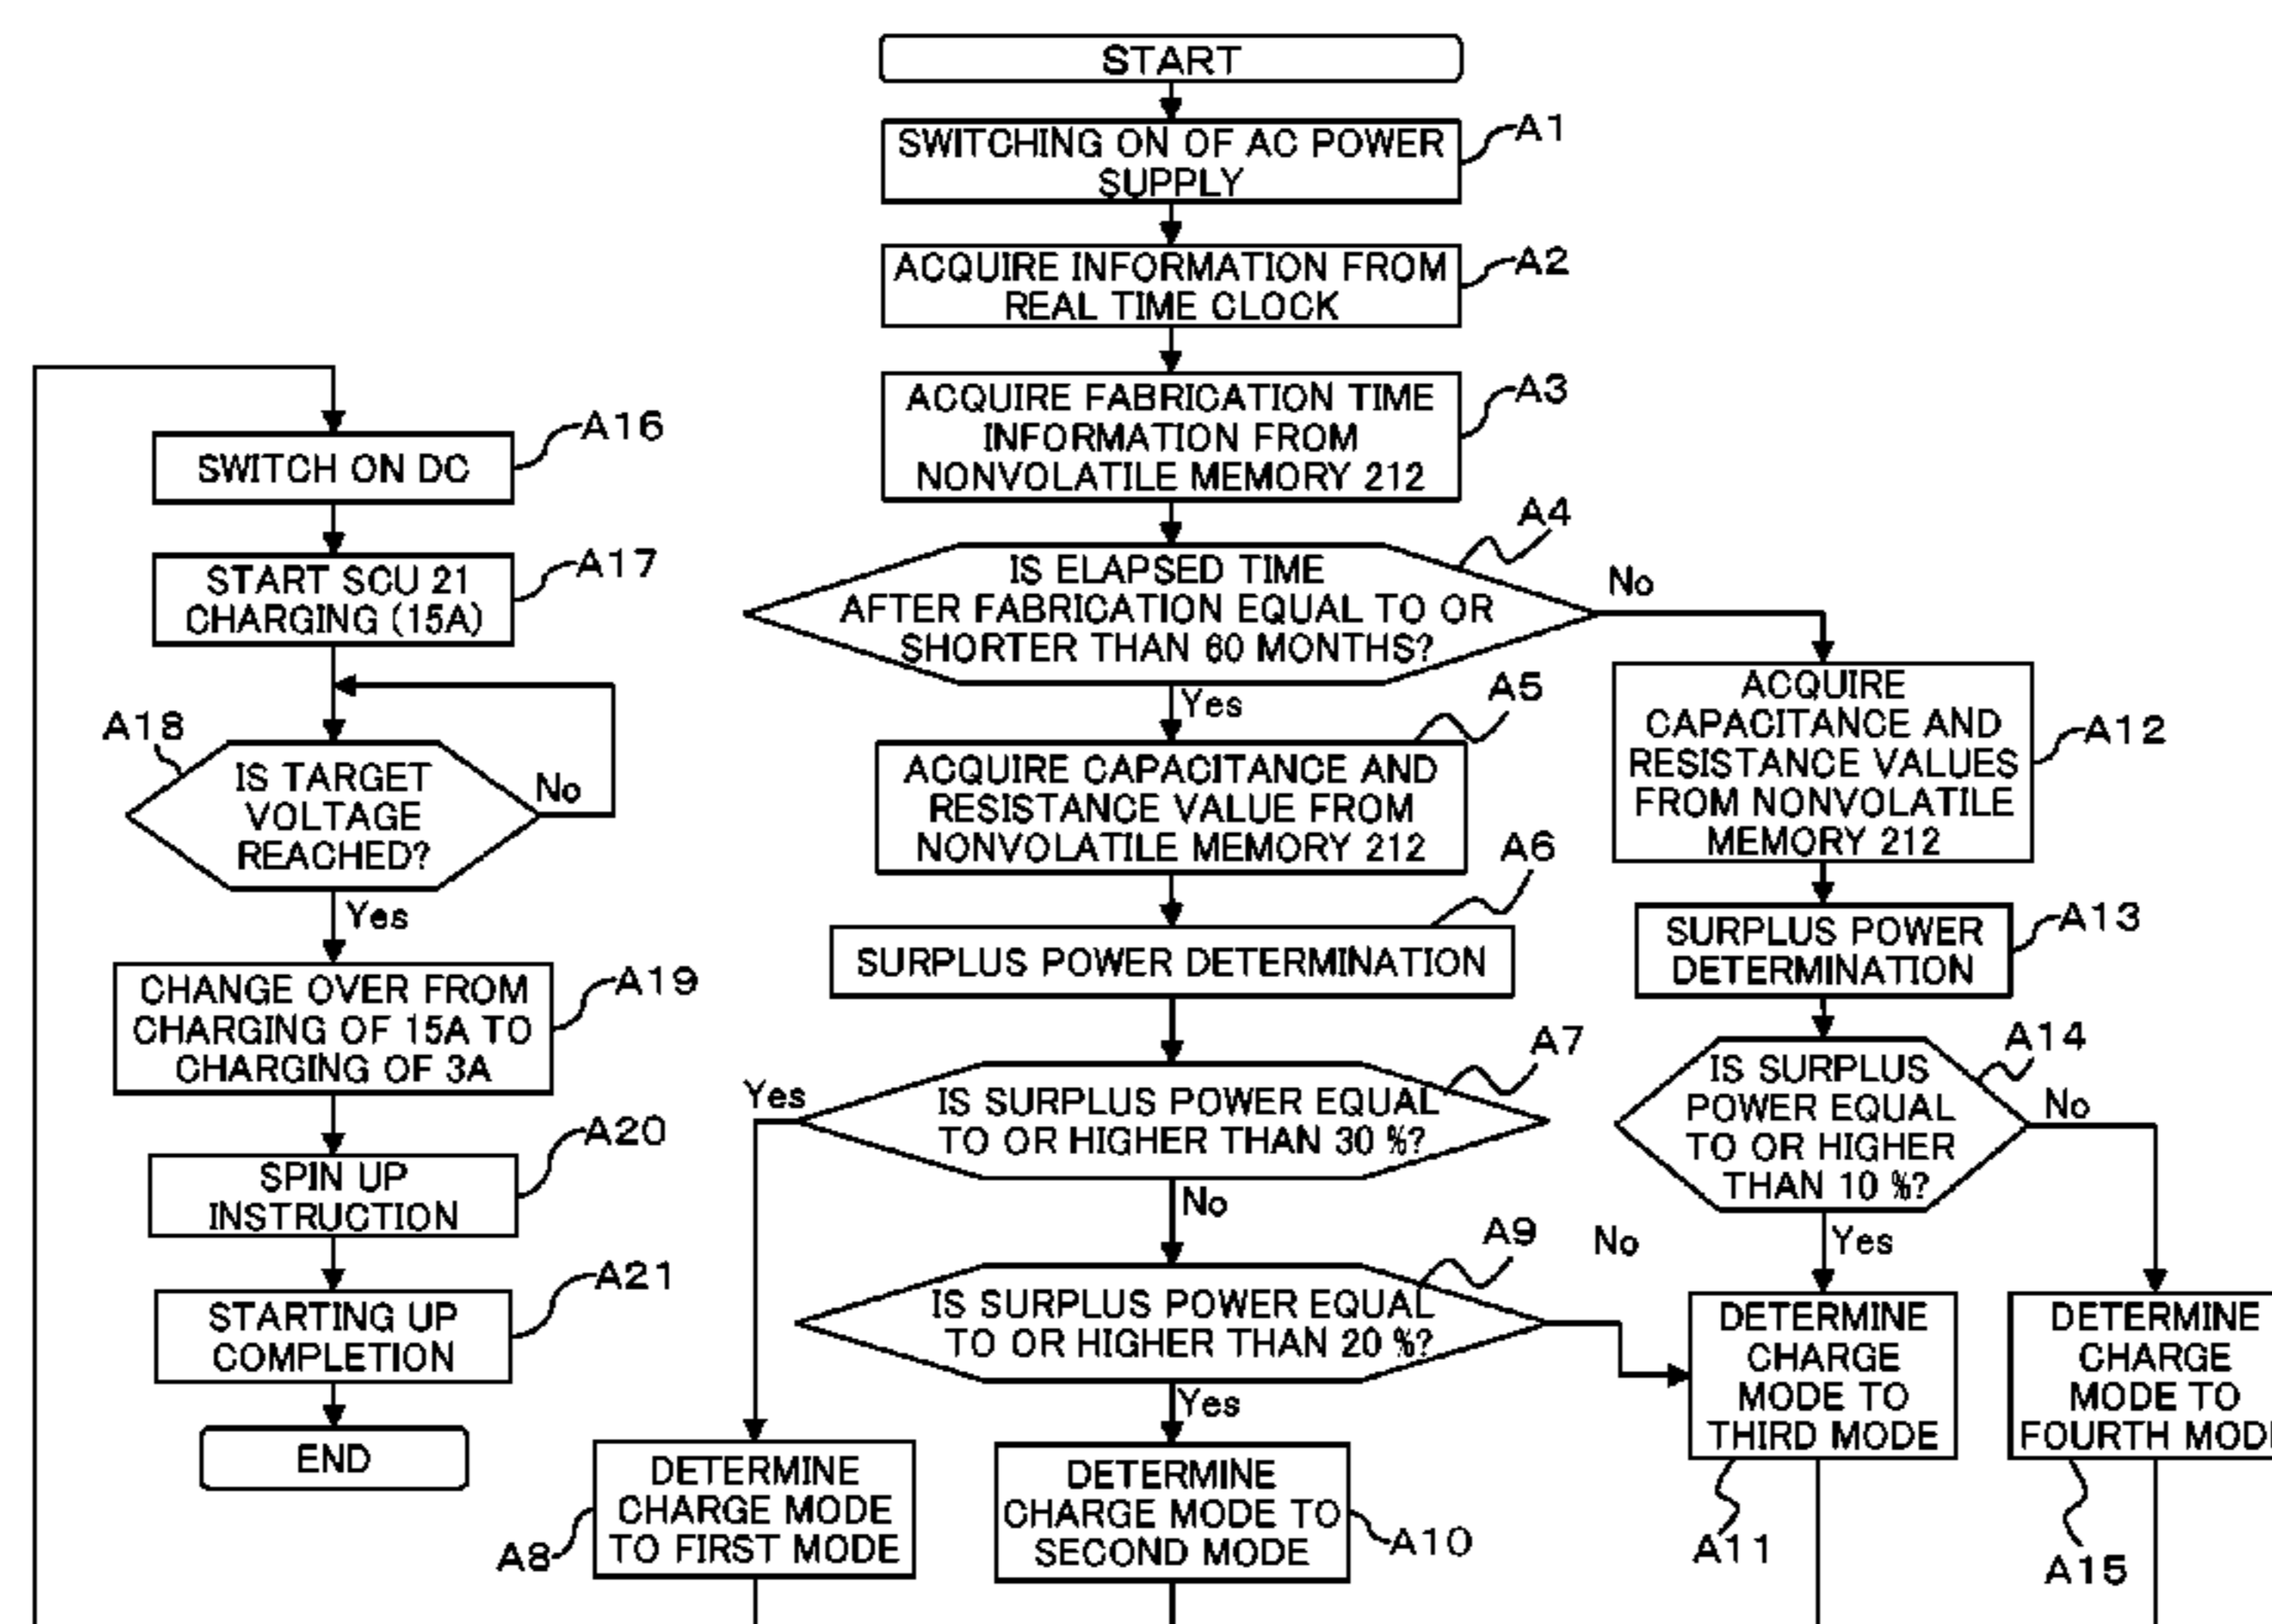 START
SWITCHING ON OF AC POWER
SUPPLY
A1
ACQUIRE INFORMATION FROM
REAL TIME CLOCK
A2
ACQUIRE FABRICATION TIME
INFORMATION FROM
NONVOLATILE MEMORY 212
A3
IS ELAPSED TIME
AFTER FABRICATION EQUAL TO OR
SHORTER THAN 60 MONTHS?
A4
No
Yes
ACQUIRE CAPACITANCE AND
RESISTANCE VALUE FROM
NONVOLATILE MEMORY 212
A5
SURPLUS POWER DETERMINATION
A6
IS SURPLUS POWER EQUAL
TO OR HIGHER THAN 30 %?
A7
Yes
No
DETERMINE
CHARGE MODE
TO FIRST MODE
A8
IS SURPLUS POWER EQUAL
TO OR HIGHER THAN 20 %?
A9
No
Yes
DETERMINE
CHARGE MODE TO
SECOND MODE
A10
ACQUIRE
CAPACITANCE AND
RESISTANCE VALUES
FROM NONVOLATILE
MEMORY 212
A12
SURPLUS POWER
DETERMINATION
A13
IS SURPLUS
POWER EQUAL
TO OR HIGHER
THAN 10 %?
A14
No
Yes
DETERMINE
CHARGE
MODE TO
THIRD MODE
A11
DETERMINE
CHARGE
MODE TO
FOURTH MODE
A15
SWITCH ON DC
A16
START SCU 21
CHARGING (15A)
A17
IS TARGET
VOLTAGE
REACHED?
A18
No
Yes
CHANGE OVER FROM
CHARGING OF 15A TO
CHARGING OF 3A
A19
SPIN UP
INSTRUCTION
A20
STARTING UP
COMPLETION
A21
END